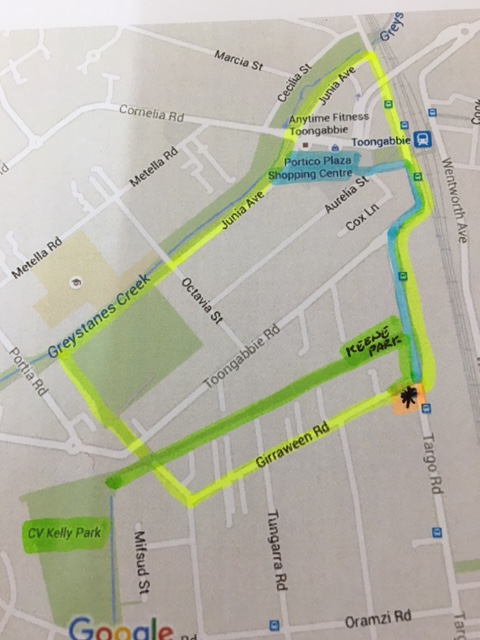 Greys
Marcia St
Cecilia St
Junia Ave
Cornelia Rd
Anytime Fitness
Toongabbie
Toongabbie
Metella Rd
Portico Plaza
Shopping Centre
Aurelia St
Wentworth Ave
Junia Ave
Cox Ln
Metella Rd
Octavia St
Greystanes Creek
Portia Rd
Toongabbie Rd
KEENE
PARK
Girraween Rd
Targo Rd
CV Kelly Park
Mifsud St
Tungarra Rd
Oramzi Rd
Google
Rd